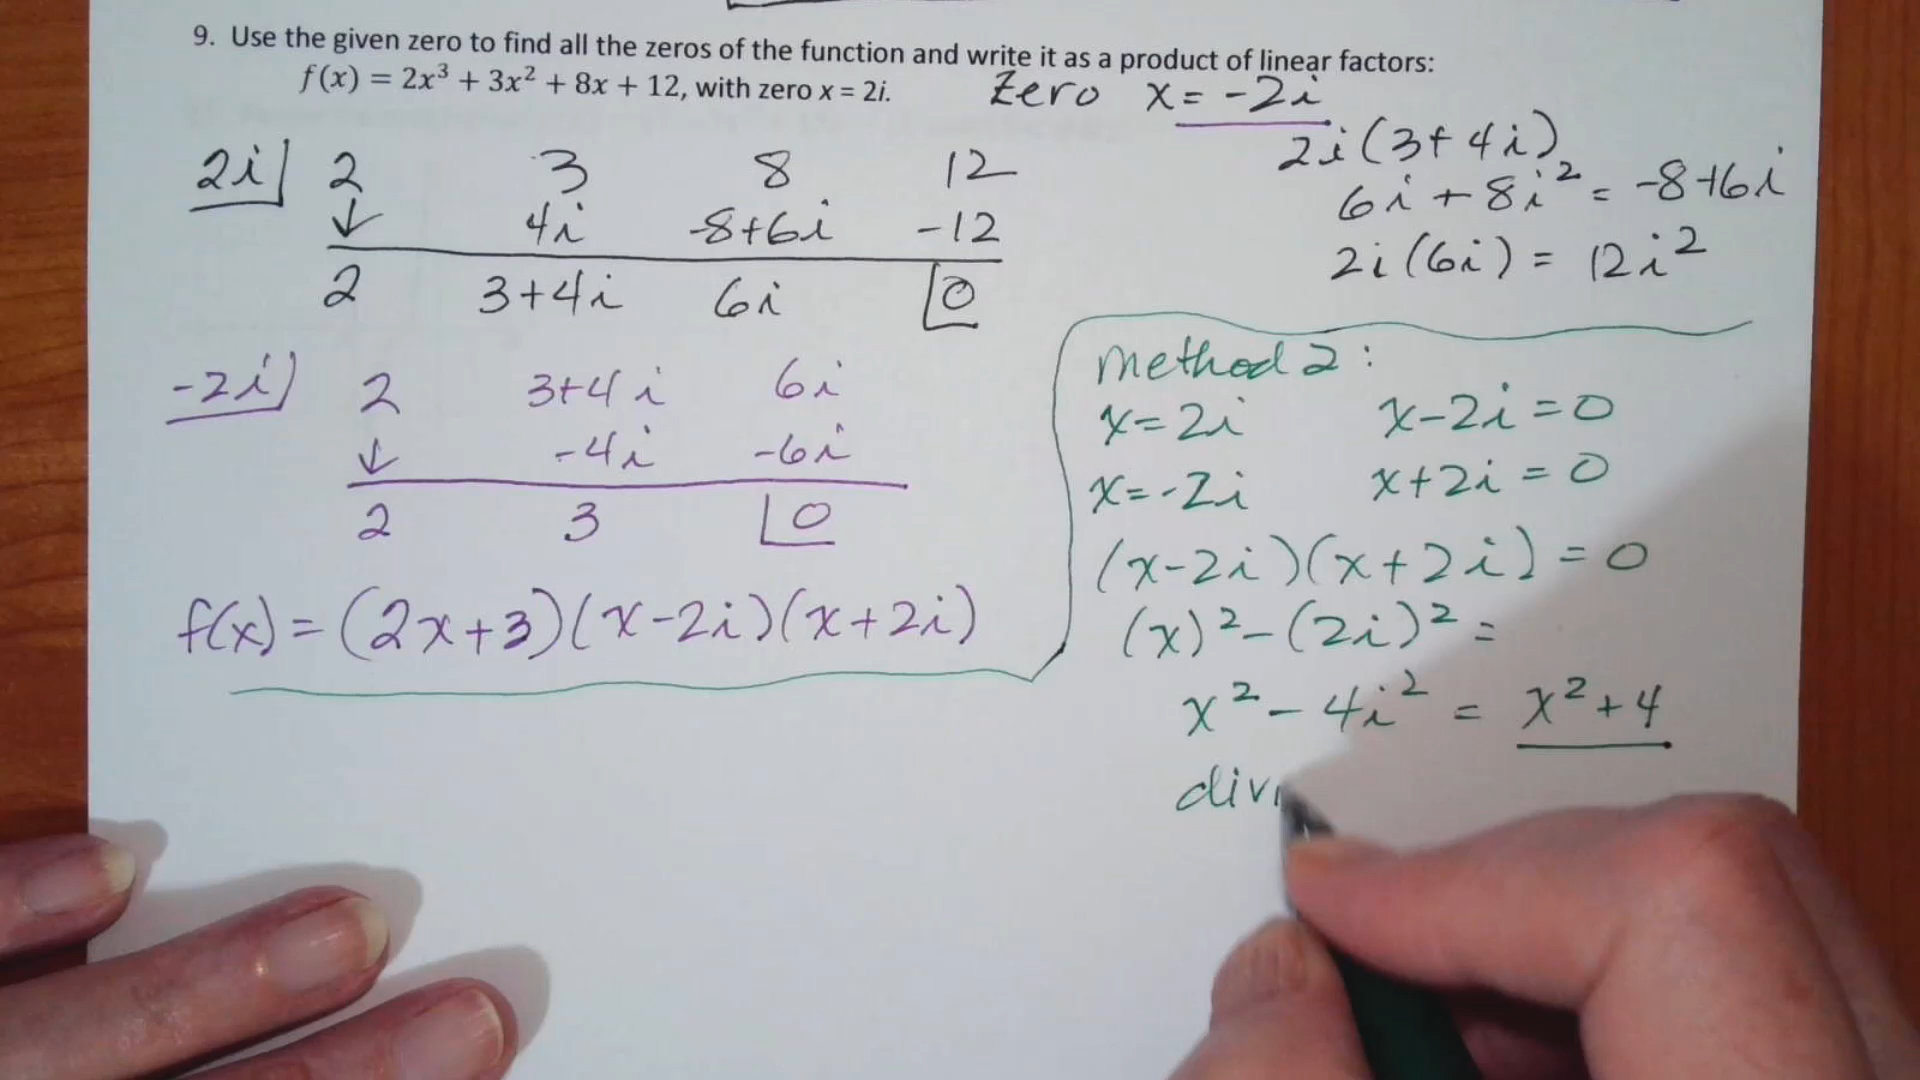 9. Use the given zero to find all the zeros of the function and write it as a product of linear factors:
f(x) = 2x³ + 3x² + 8x + 12, with zero x = 2i.
Zero x = -2i
2i(3+4i)
6i + 8i² = -8+6i
2i(6i) = 12i²
2i 2 3 8 12
↓ 4i -8+6i -12
2 3+4i 6i 0
-2i 2 3+4i 6i
↓ -4i -6i
2 3 0
f(x) = (2x+3)(x-2i)(x+2i)
Method 2:
x = 2i x-2i = 0
x = -2i x+2i = 0
(x-2i)(x+2i) = 0
(x)² - (2i)² =
x² - 4i² = x² + 4
div